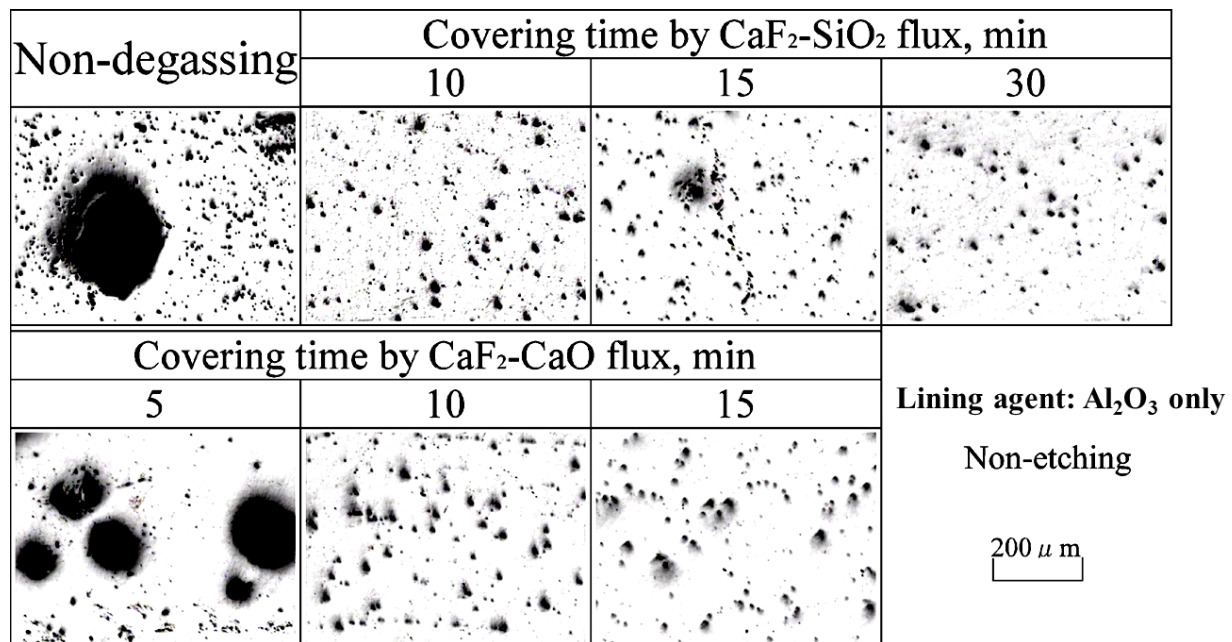 Non-degassing
Covering time by CaF₂-SiO₂ flux, min
10 15 30
Covering time by CaF₂-CaO flux, min
5 10 15
Lining agent: Al₂O₃ only
Non-etching
200 μ m